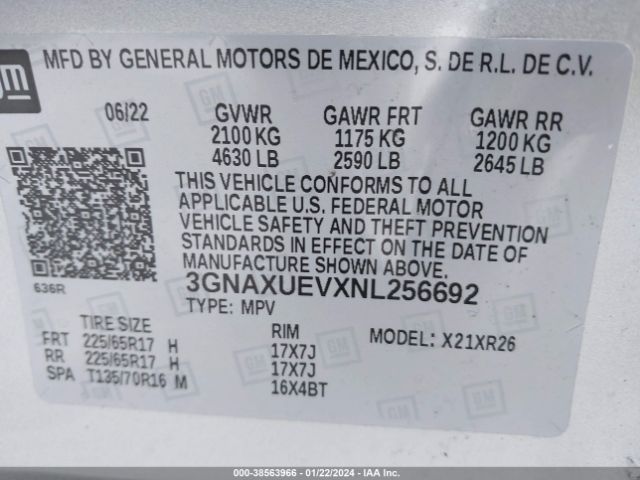 gm
MFD BY GENERAL MOTORS DE MEXICO, S. DE R.L. DE C.V.
06/22 GVWR GAWR FRT GAWR RR
2100 KG 1175 KG 1200 KG
4630 LB 2590 LB 2645 LB
THIS VEHICLE CONFORMS TO ALL
APPLICABLE U.S. FEDERAL MOTOR
VEHICLE SAFETY AND THEFT PREVENTION
STANDARDS IN EFFECT ON THE DATE OF
MANUFACTURE SHOWN ABOVE.
636R
3GNAXUEVXNL256692
TYPE: MPV
TIRE SIZE RIM MODEL: X21XR26
FRT 225/65R17 H 17X7J
RR 225/65R17 H 17X7J
SPA T135/70R16 M 16X4BT
000-38563966 - 01/22/2024 - IAA Inc.